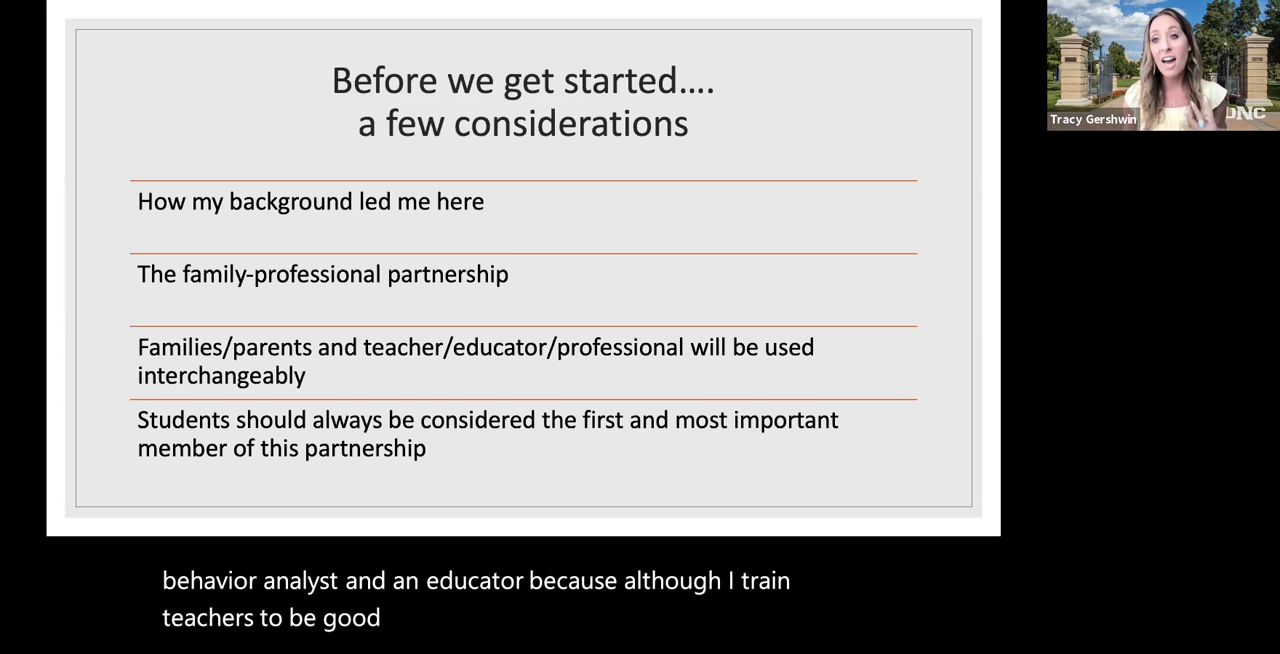 Before we get started....
a few considerations
How my background led me here
The family-professional partnership
Families/parents and teacher/educator/professional will be used
interchangeably
Students should always be considered the first and most important
member of this partnership
Tracy Gershwin
UNC
behavior analyst and an educator because although I train
teachers to be good